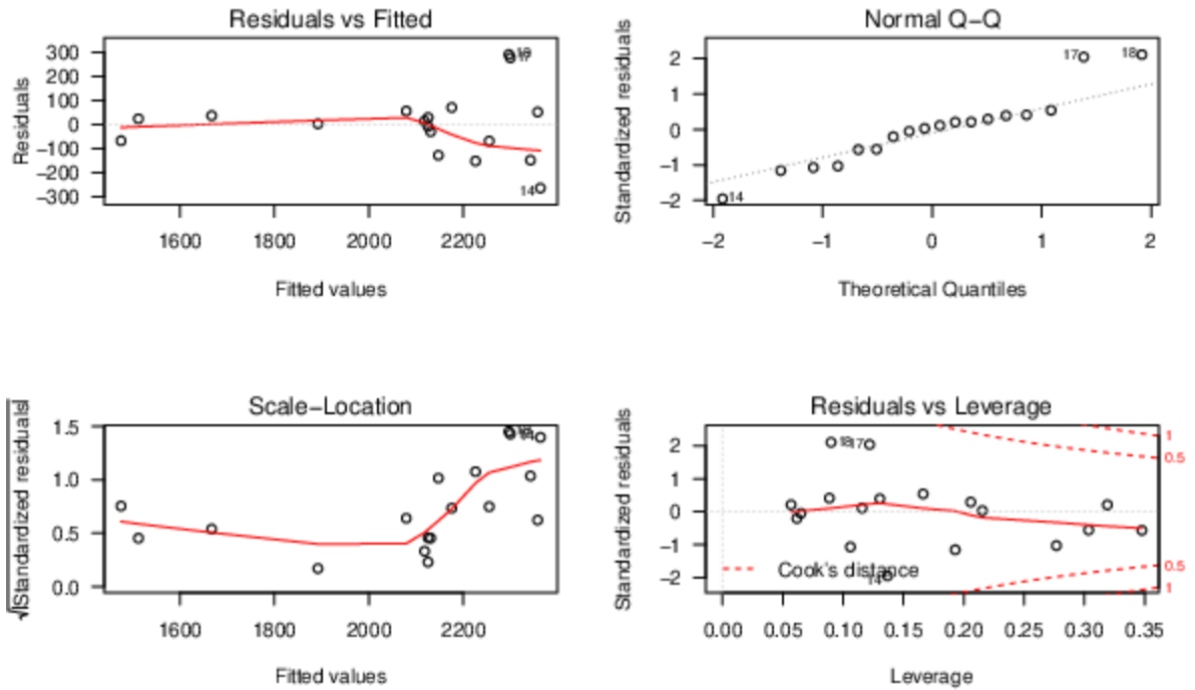 Residuals vs Fitted
Residuals
300
200
100
0
−100
−200
−300
18
17
14
1600 1800 2000 2200
Fitted values
Normal Q−Q
Standardized residuals
2
1
0
−1
−2
17
18
14
−2 −1 0 1 2
Theoretical Quantiles
Scale−Location
√|Standardized residuals|
1.5
1.0
0.5
0.0
1600 1800 2000 2200
Fitted values
Residuals vs Leverage
Standardized residuals
2
1
0
−1
−2
18
17
14
1
0.5
0.5
1
Cook's distance
0.00 0.05 0.10 0.15 0.20 0.25 0.30 0.35
Leverage